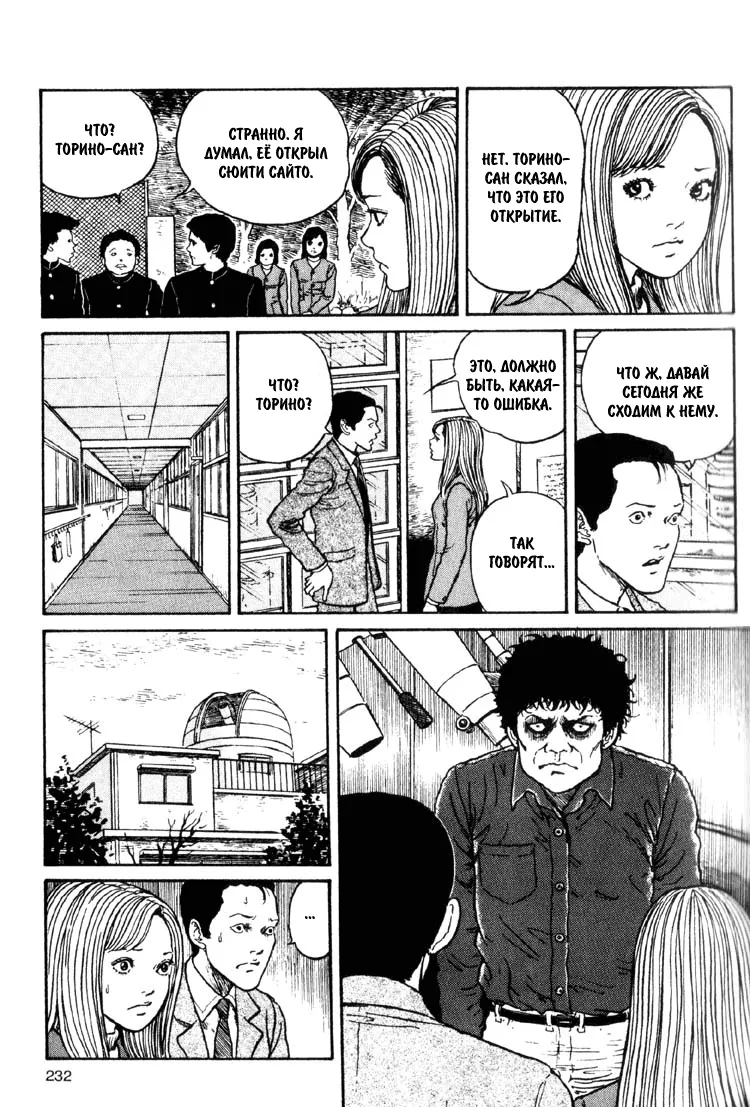 ЧТО?
ТОРИНО-САН?
СТРАННО. Я
ДУМАЛ, ЕЁ ОТКРЫЛ
СЮИТИ САЙТО.
НЕТ. ТОРИНО-
САН СКАЗАЛ,
ЧТО ЭТО ЕГО
ОТКРЫТИЕ.
ЧТО?
ТОРИНО?
ЭТО, ДОЛЖНО
БЫТЬ, КАКАЯ-
ТО ОШИБКА.
ТАК
ГОВОРЯТ...
ЧТО Ж, ДАВАЙ
СЕГОДНЯ ЖЕ
СХОДИМ К НЕМУ.
...
232